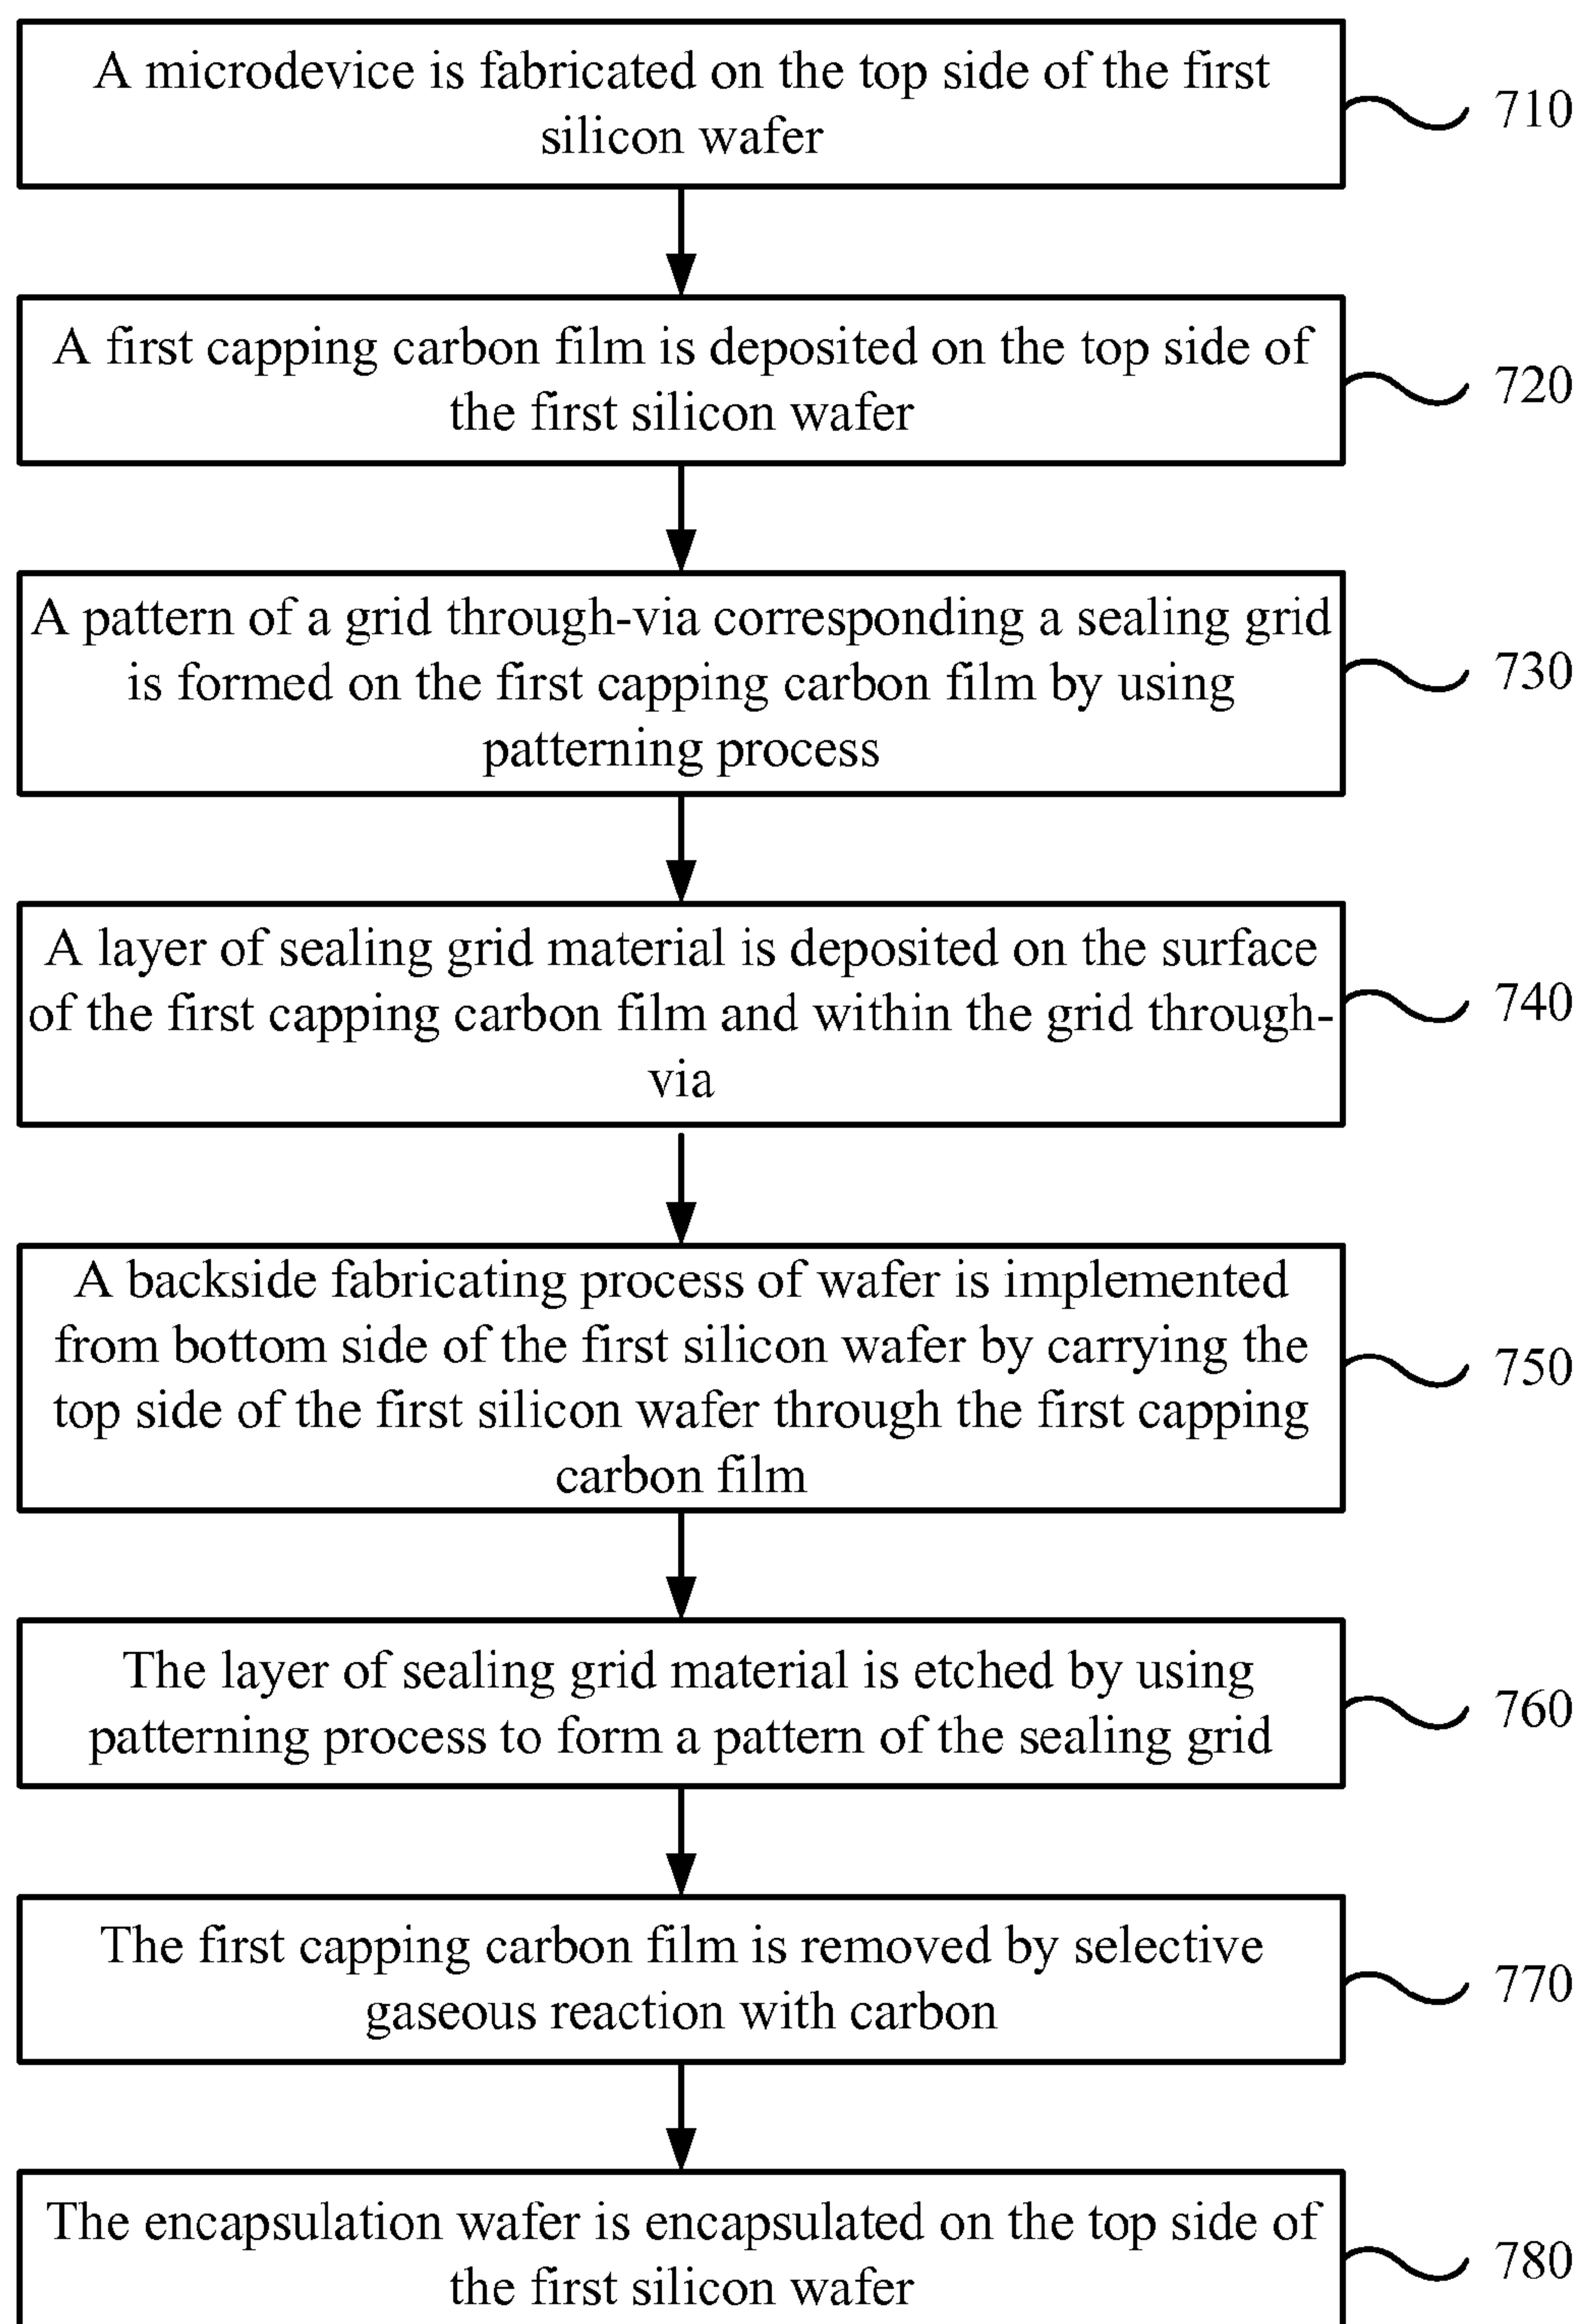 A microdevice is fabricated on the top side of the first
silicon wafer
710
A first capping carbon film is deposited on the top side of
the first silicon wafer
720
A pattern of a grid through-via corresponding a sealing grid
is formed on the first capping carbon film by using
patterning process
730
A layer of sealing grid material is deposited on the surface
of the first capping carbon film and within the grid through-
via
740
A backside fabricating process of wafer is implemented
from bottom side of the first silicon wafer by carrying the
top side of the first silicon wafer through the first capping
carbon film
750
The layer of sealing grid material is etched by using
patterning process to form a pattern of the sealing grid
760
The first capping carbon film is removed by selective
gaseous reaction with carbon
770
The encapsulation wafer is encapsulated on the top side of
the first silicon wafer
780